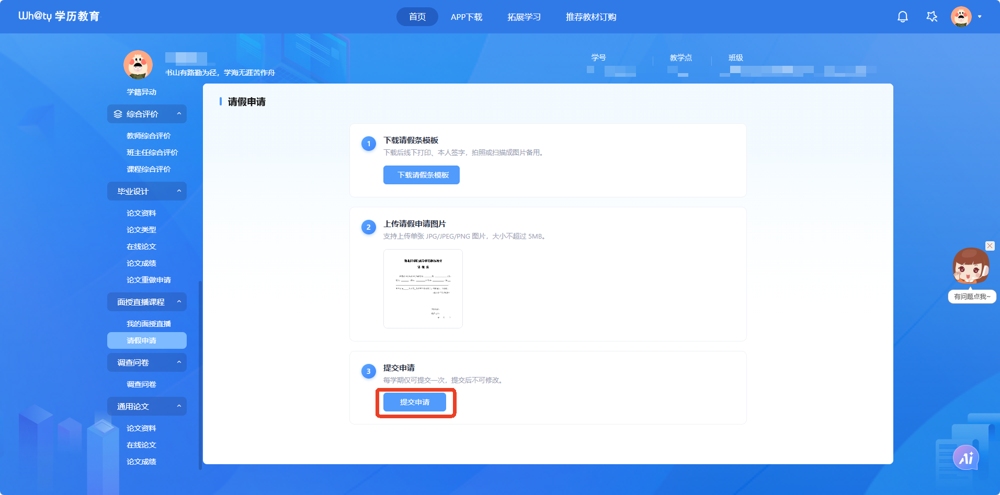 Wh@ty 学历教育
首页
APP下载
拓展学习
推荐教材订购
书山有路勤为径，学海无涯苦作舟
学号
教学点
班级
学籍异动
综合评价
教师综合评价
班主任综合评价
课程综合评价
毕业设计
论文资料
论文类型
在线论文
论文成绩
论文重做申请
面授直播课程
我的面授直播
请假申请
调查问卷
调查问卷
通用论文
论文资料
在线论文
论文成绩
请假申请
1
下载请假条模板
下载后线下打印、本人签字，拍照或扫描成图片备用。
下载请假条模板
2
上传请假申请图片
支持上传单张 JPG/JPEG/PNG 图片，大小不超过 5MB。
请 假 条
3
提交申请
每学期仅可提交一次，提交后不可修改。
提交申请
有问题点我~
Ai